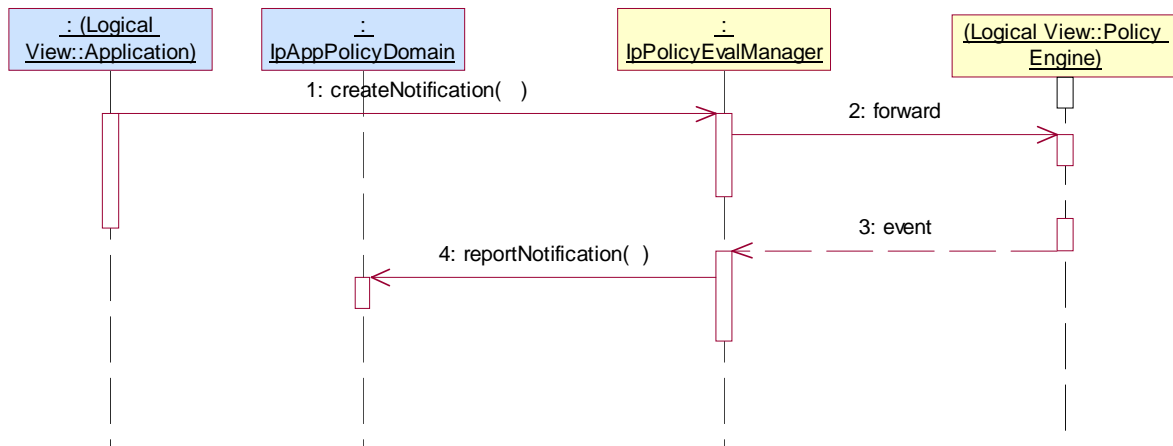 : (Logical
View::Application)
:
IpAppPolicyDomain
:
IpPolicyEvalManager
(Logical View::Policy
Engine)
1: createNotification( )
2: forward
3: event
4: reportNotification( )